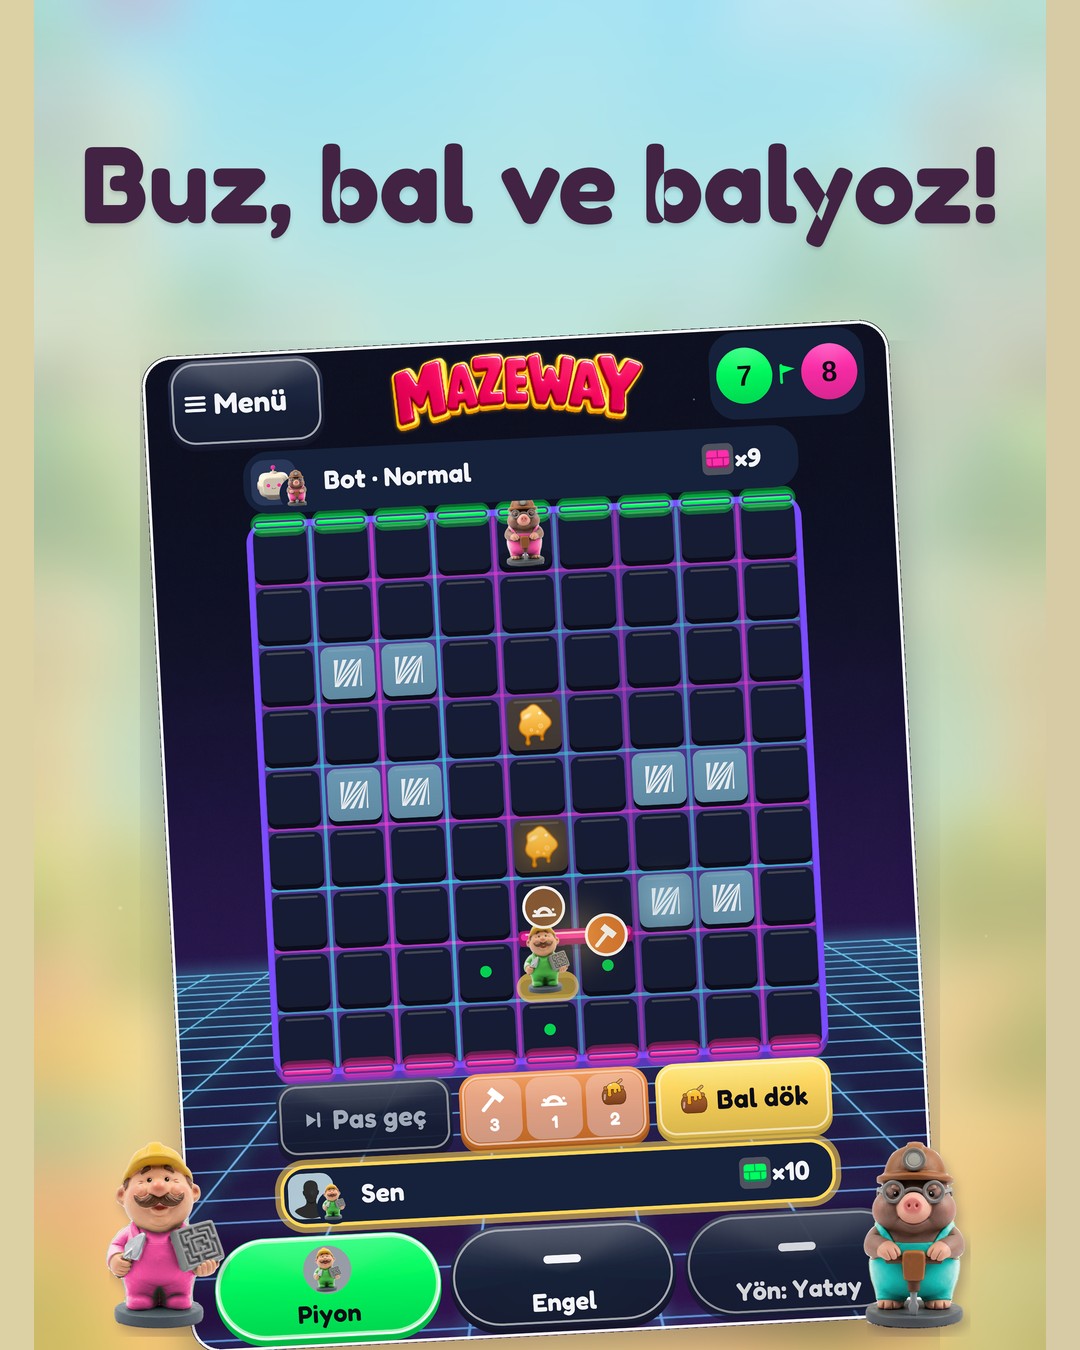 Buz, bal ve balyoz!
Menü
MAZEWAY
7
8
Bot · Normal
x9
Pas geç
3
1
2
Bal dök
Sen
x10
Piyon
Engel
Yön: Yatay